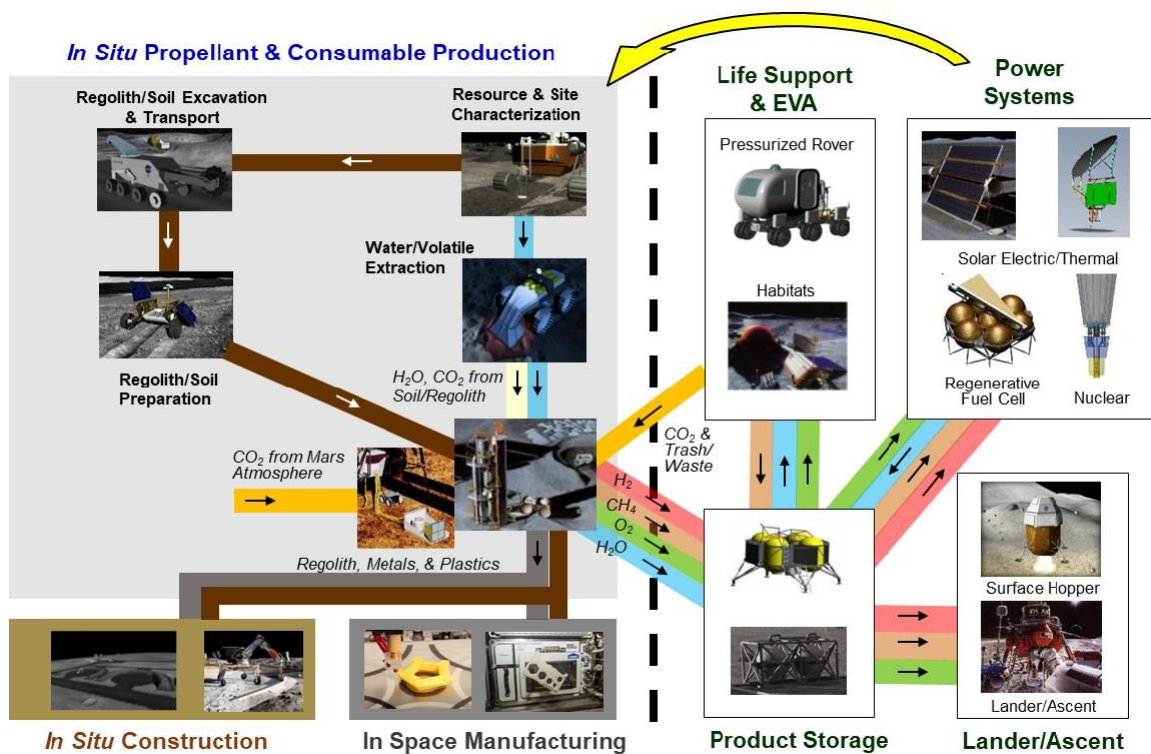 In Situ Propellant & Consumable Production
Regolith/Soil Excavation
& Transport
Resource & Site
Characterization
Water/Volatile
Extraction
Regolith/Soil
Preparation
H₂O, CO₂ from
Soil/Regolith
CO₂ from Mars
Atmosphere
Regolith, Metals, & Plastics
CO₂ &
Trash/
Waste
H₂
CH₄
O₂
H₂O
Life Support
& EVA
Pressurized Rover
Habitats
Power
Systems
Solar Electric/Thermal
Regenerative
Fuel Cell
Nuclear
Surface Hopper
Lander/Ascent
In Situ Construction
In Space Manufacturing
Product Storage
Lander/Ascent